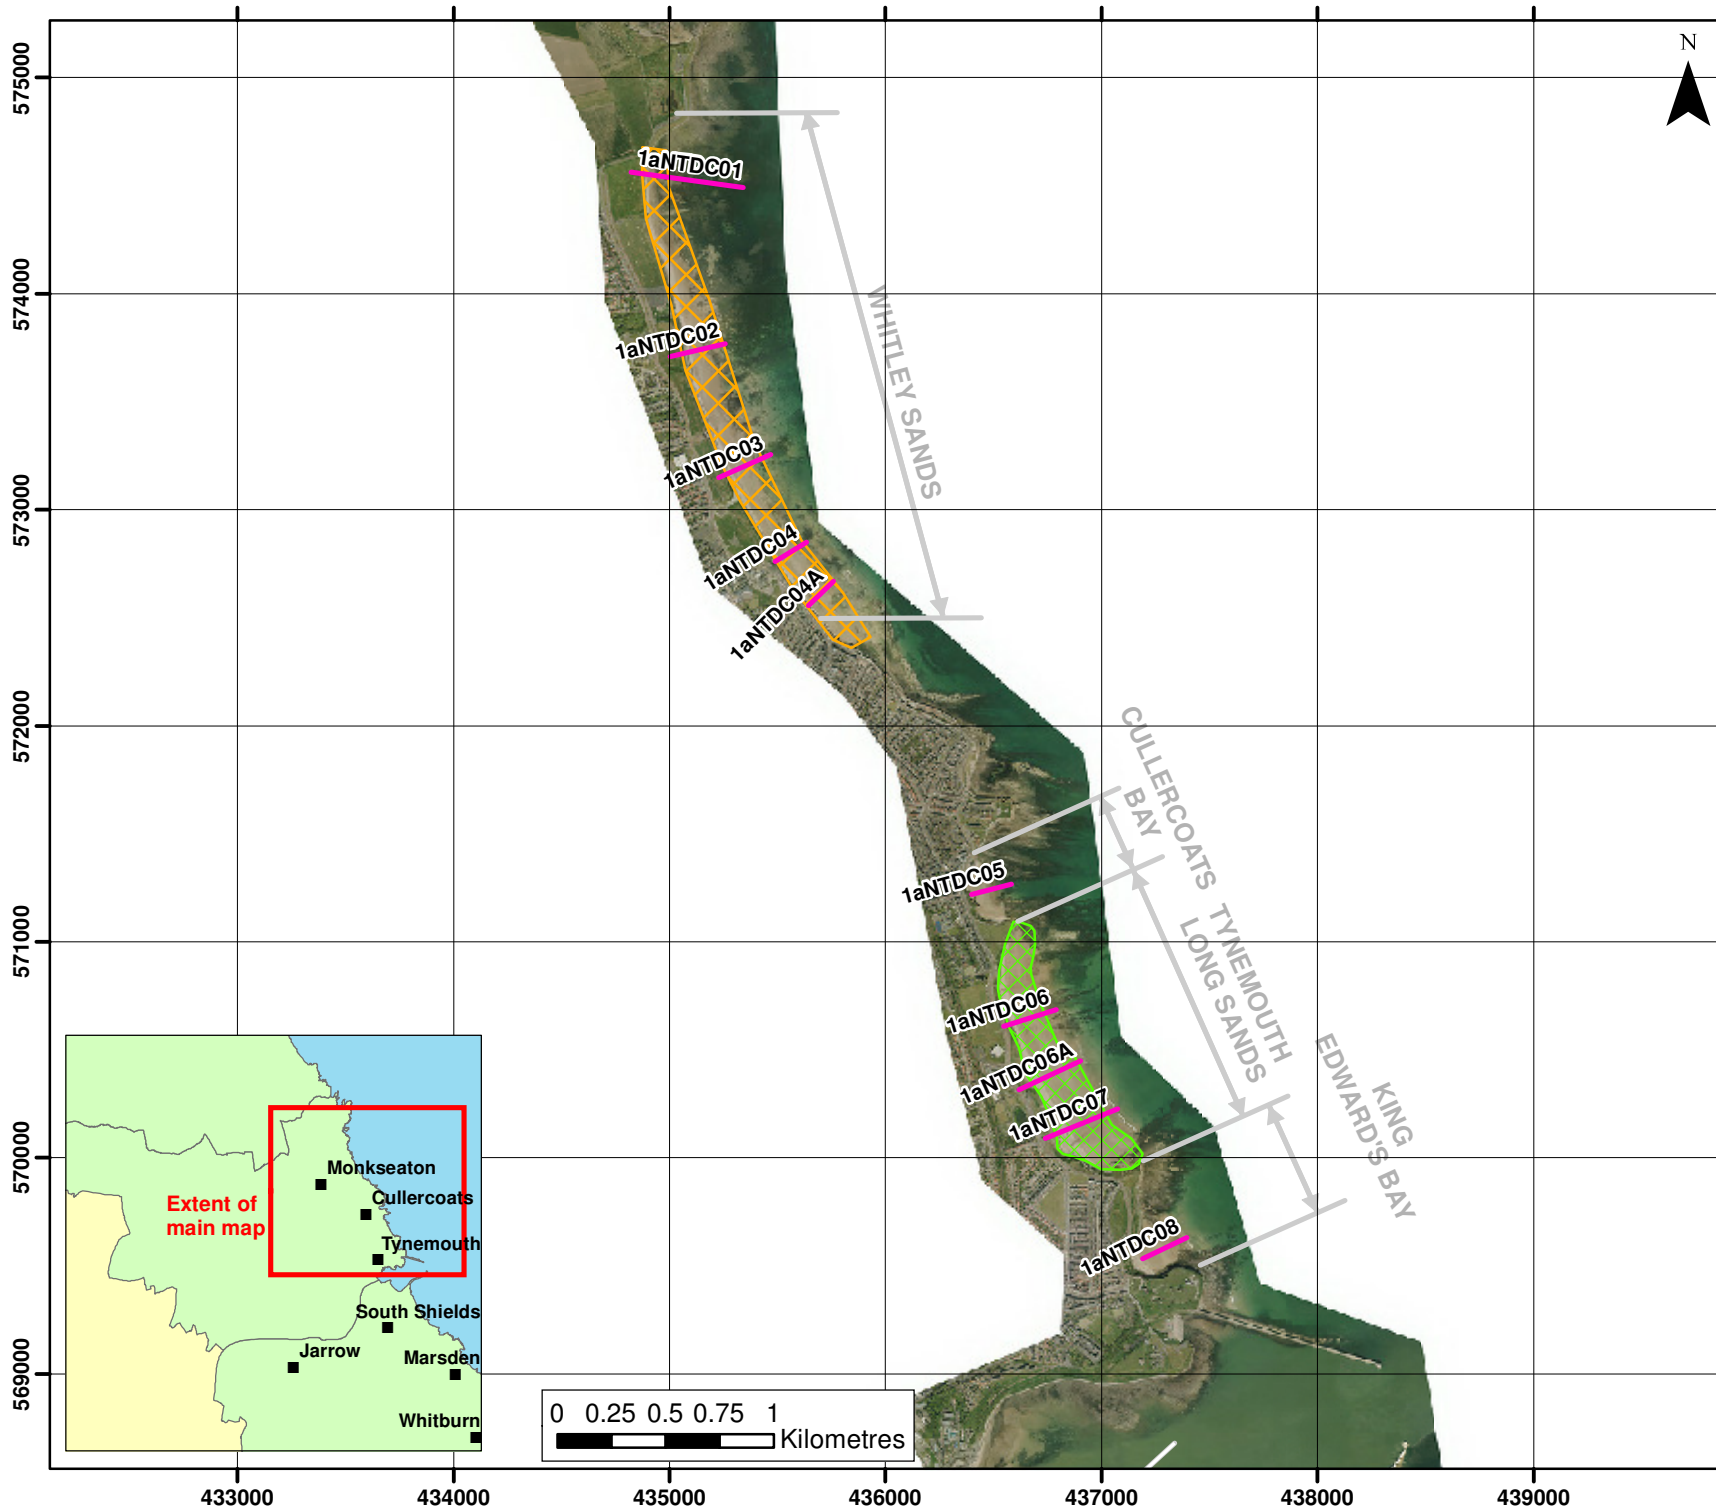 N
575000
574000
573000
572000
571000
570000
569000
1aNTDC01
1aNTDC02
1aNTDC03
1aNTDC04
1aNTDC04A
1aNTDC05
1aNTDC06
1aNTDC06A
1aNTDC07
1aNTDC08
WHITLEY SANDS
CULLERCOATS
BAY
TYNEMOUTH
LONG SANDS
KING
EDWARD'S BAY
Monkseaton
Cullercoats
Extent of
main map
Tynemouth
South Shields
Jarrow
Marsden
Whitburn
0 0.25 0.5 0.75 1
Kilometres
433000 434000 435000 436000 437000 438000 439000